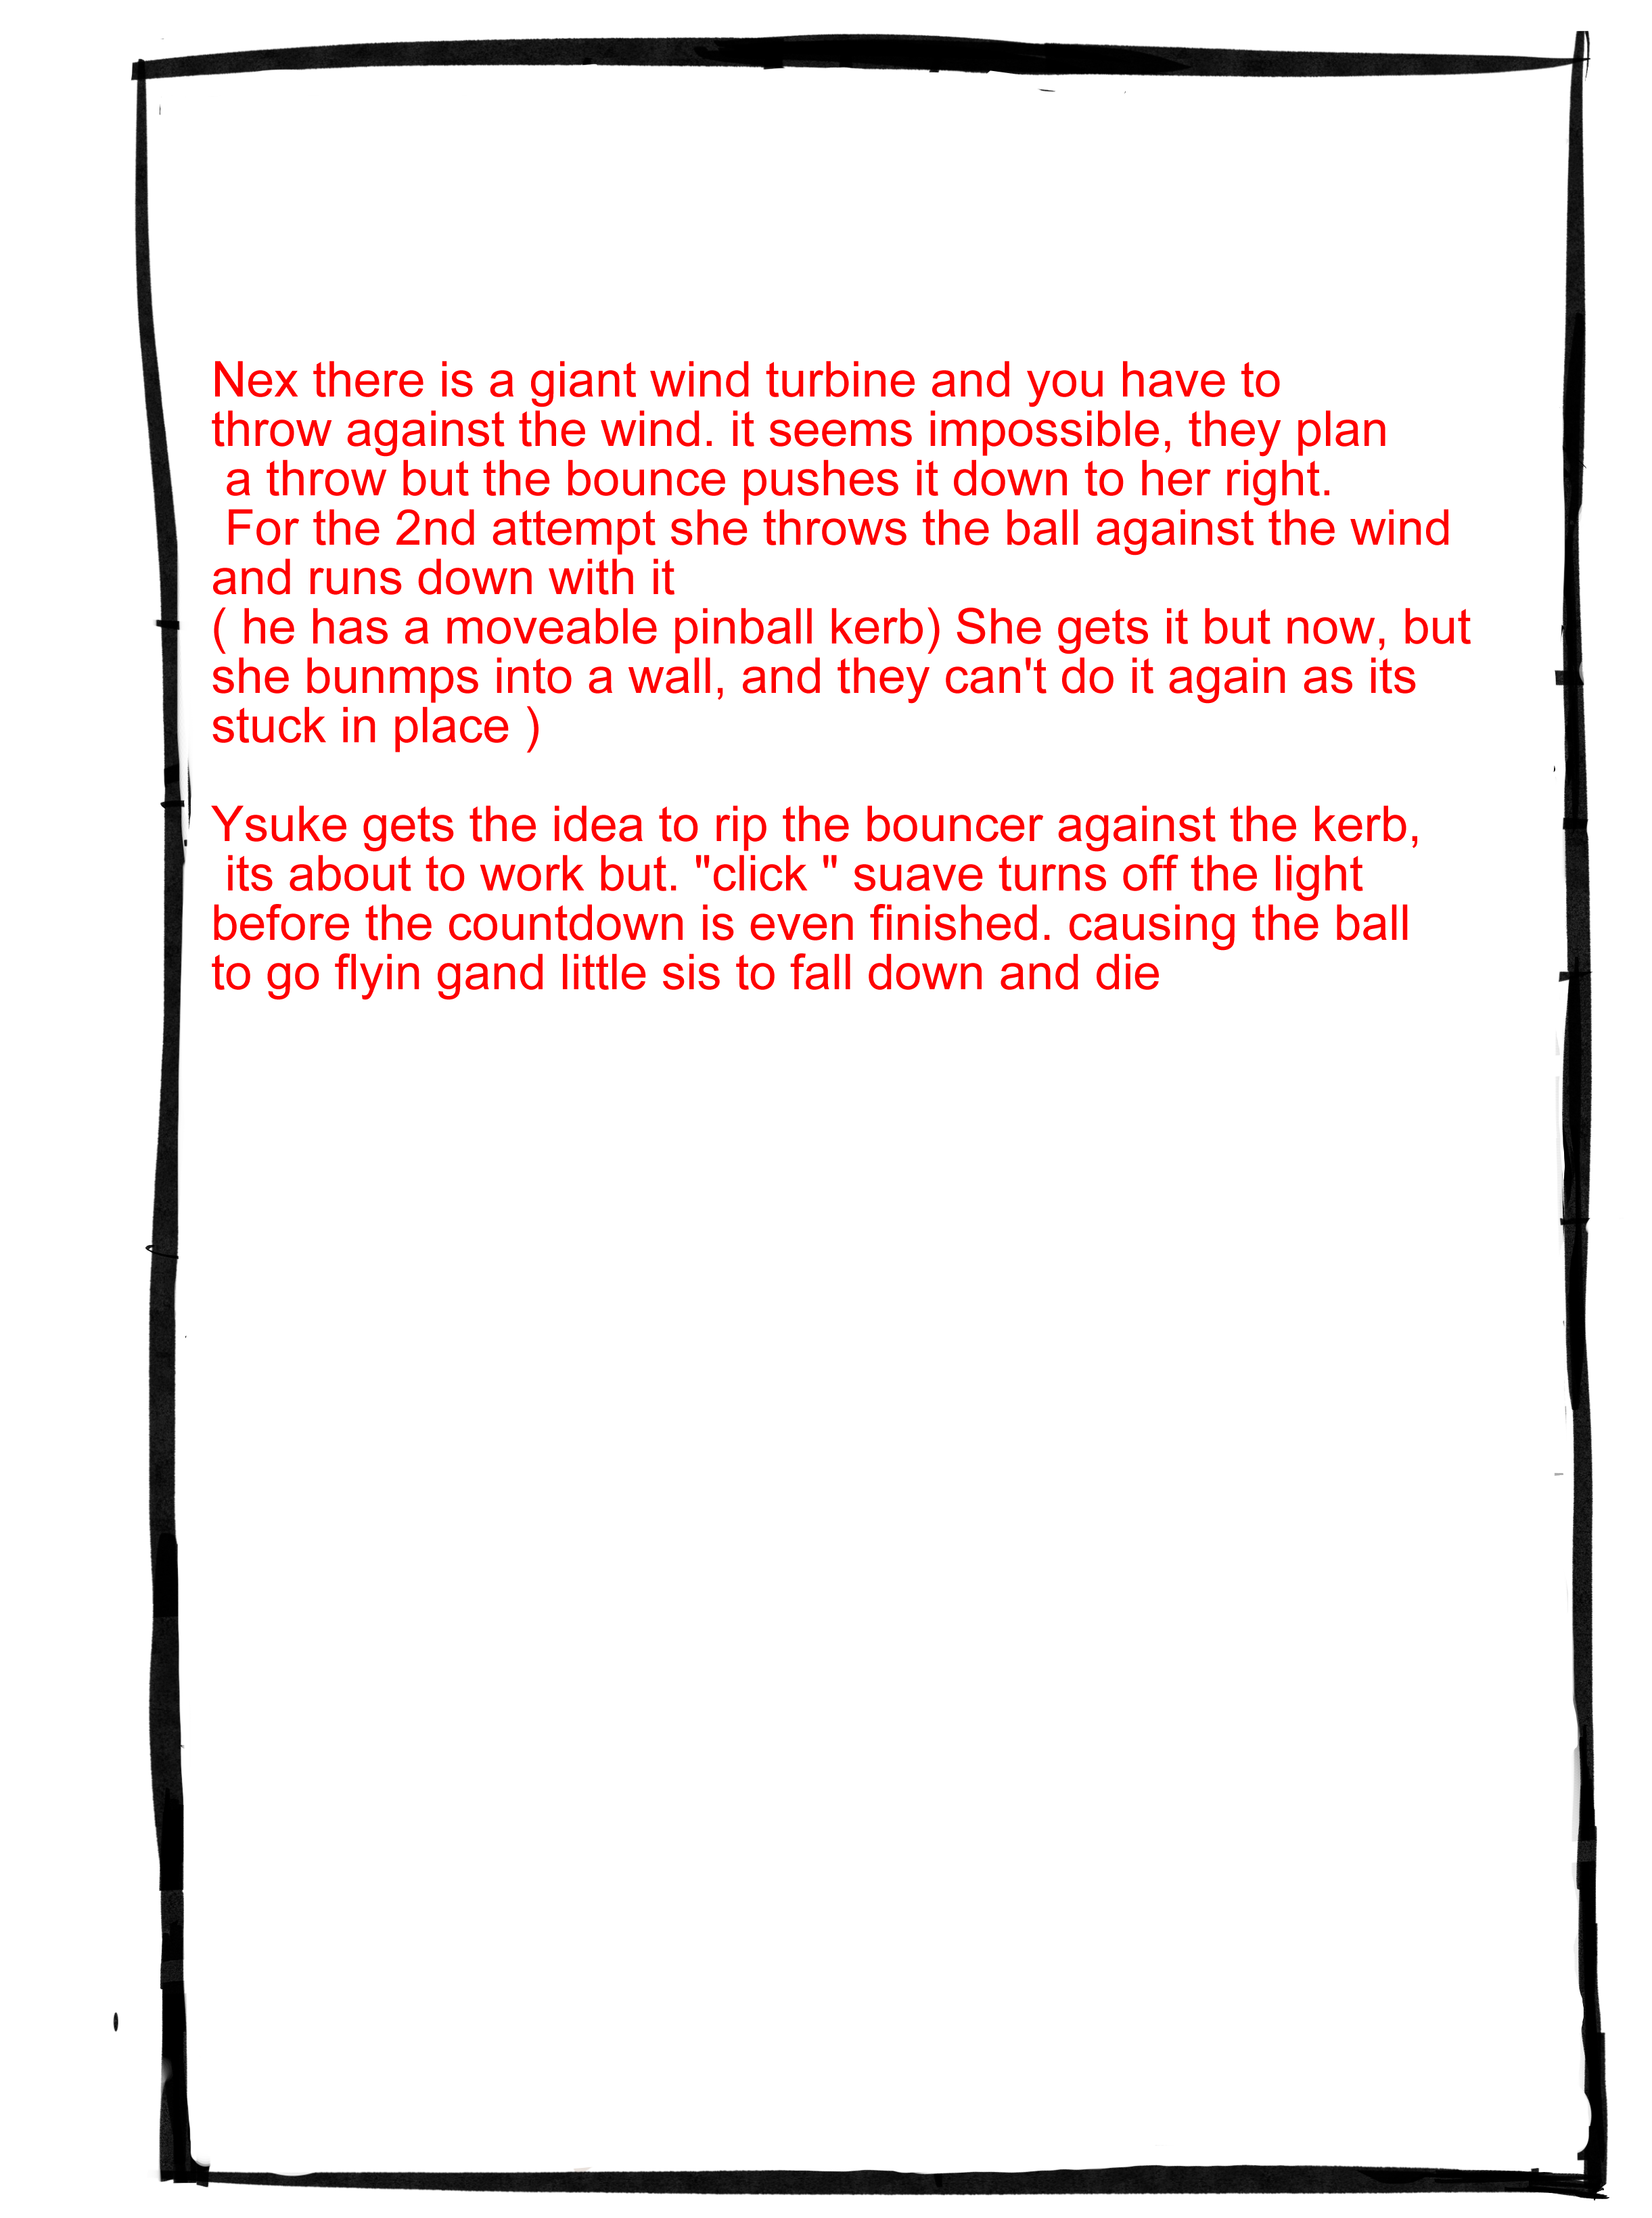 Nex there is a giant wind turbine and you have to
throw against the wind. it seems impossible, they plan
a throw but the bounce pushes it down to her right.
For the 2nd attempt she throws the ball against the wind
and runs down with it
( he has a moveable pinball kerb) She gets it but now, but
she bunmps into a wall, and they can't do it again as its
stuck in place )
Ysuke gets the idea to rip the bouncer against the kerb,
its about to work but. "click " suave turns off the light
before the countdown is even finished. causing the ball
to go flyin gand little sis to fall down and die